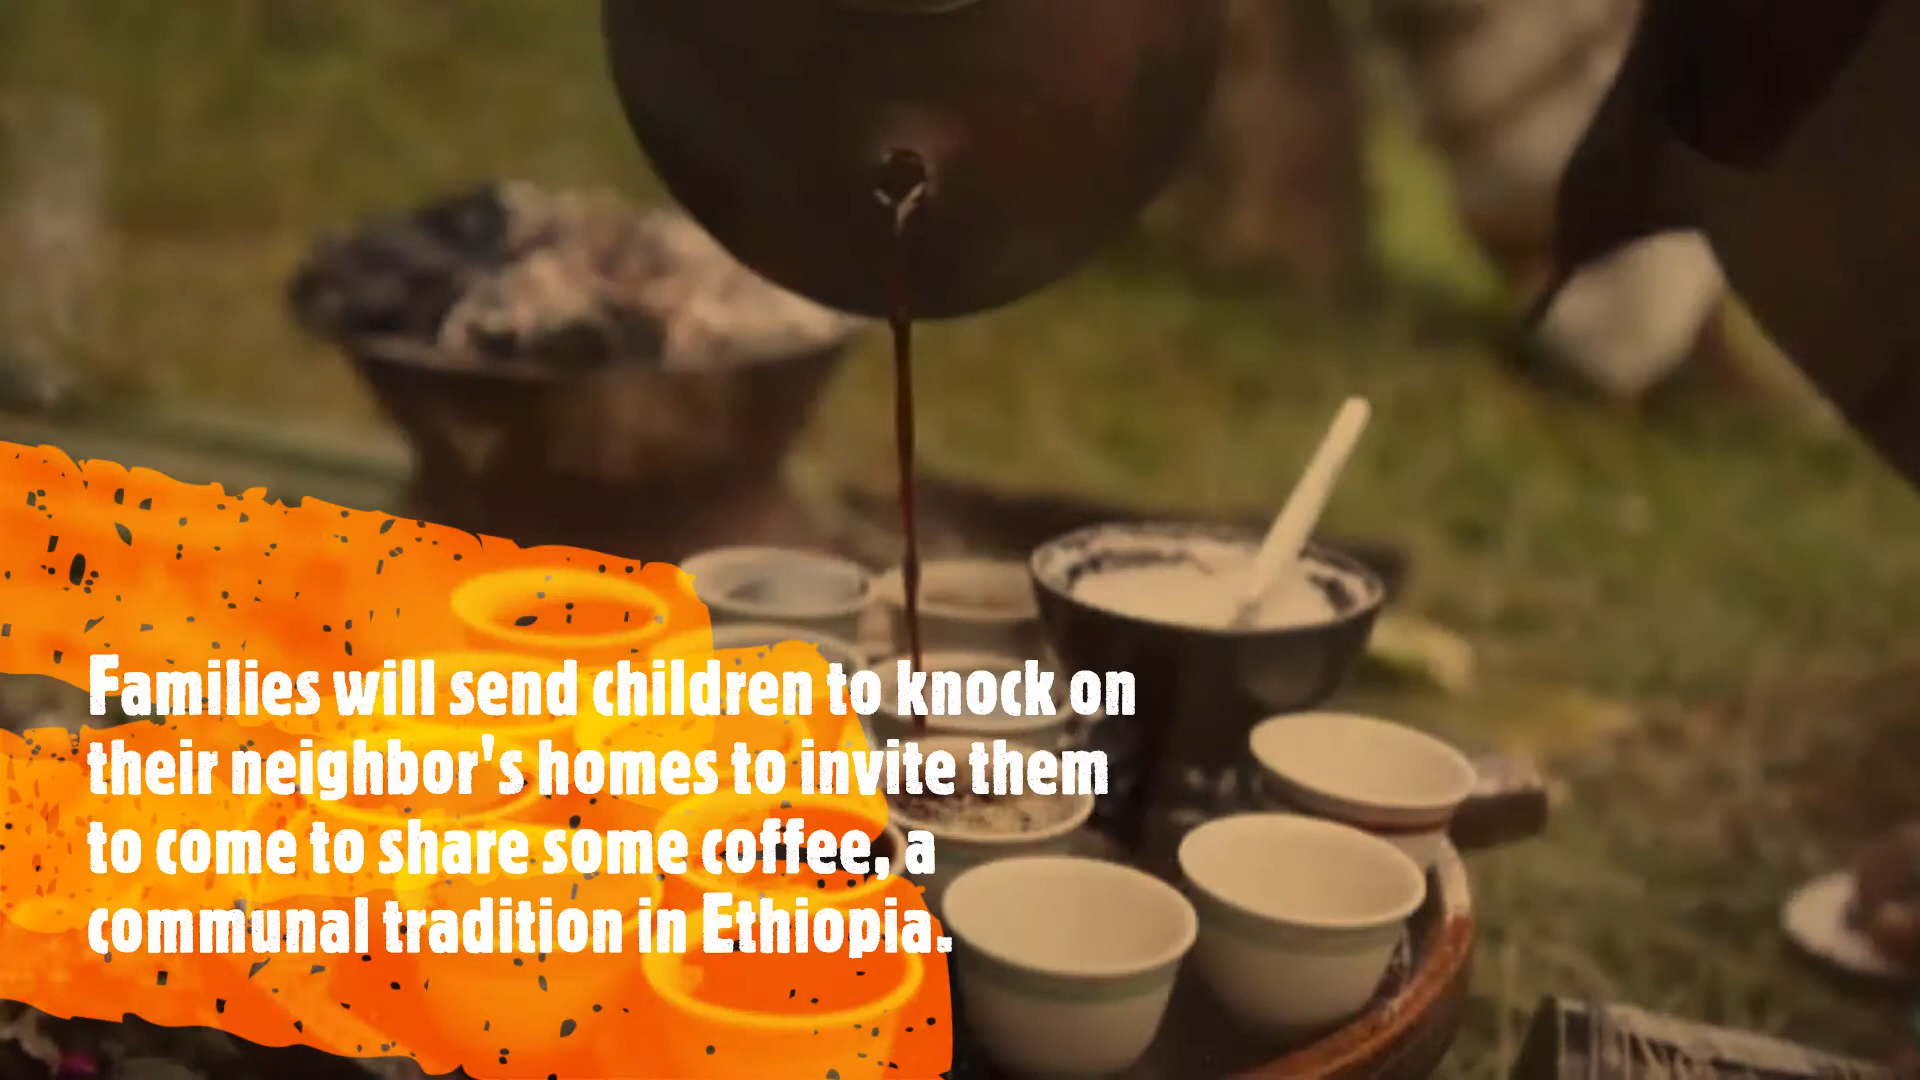 Families will send children to knock on
their neighbor's homes to invite them
to come to share some coffee, a
communal tradition in Ethiopia.